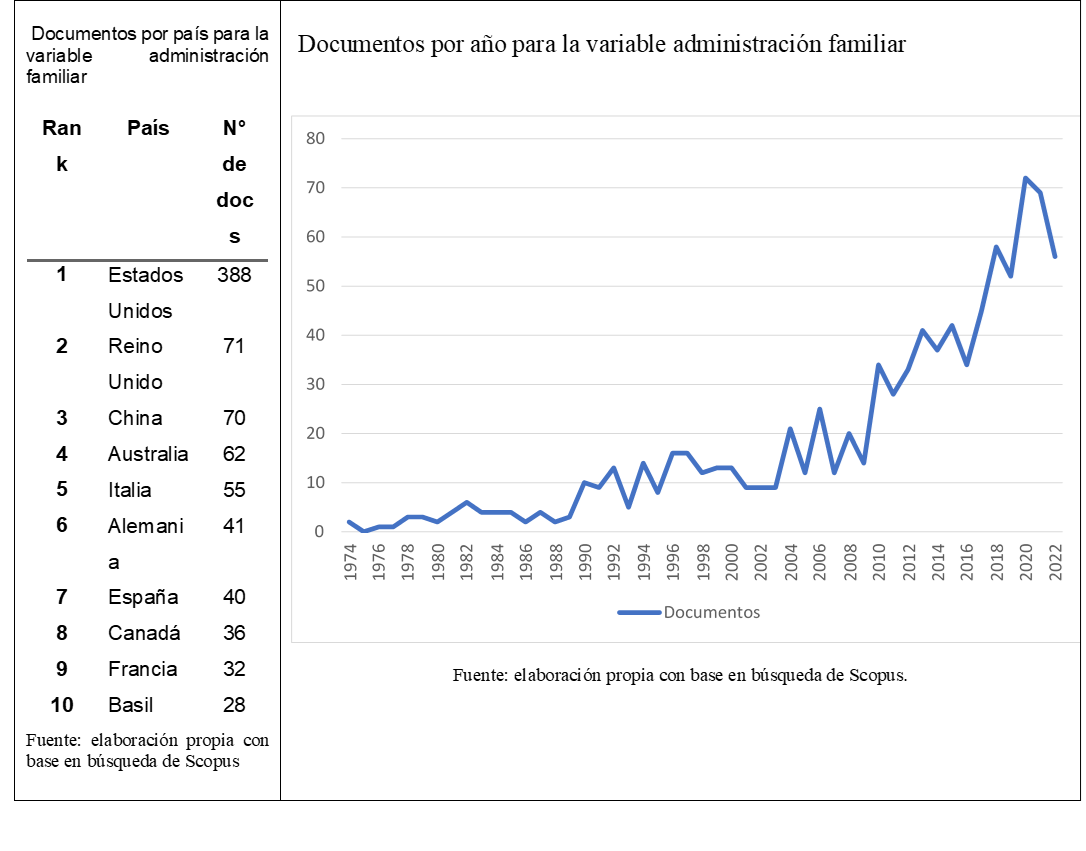 Documentos por país para la
variable administración
familiar
Ran País N°
k de
doc
s
1 Estados 388
Unidos
2 Reino 71
Unido
3 China 70
4 Australia 62
5 Italia 55
6 Alemani 41
a
7 España 40
8 Canadá 36
9 Francia 32
10 Basil 28
Fuente: elaboración propia con
base en búsqueda de Scopus
Documentos por año para la variable administración familiar
80
70
60
50
40
30
20
10
0
1974 1976 1978 1980 1982 1984 1986 1988 1990 1992 1994 1996 1998 2000 2002 2004 2006 2008 2010 2012 2014 2016 2018 2020 2022
Documentos
Fuente: elaboración propia con base en búsqueda de Scopus.